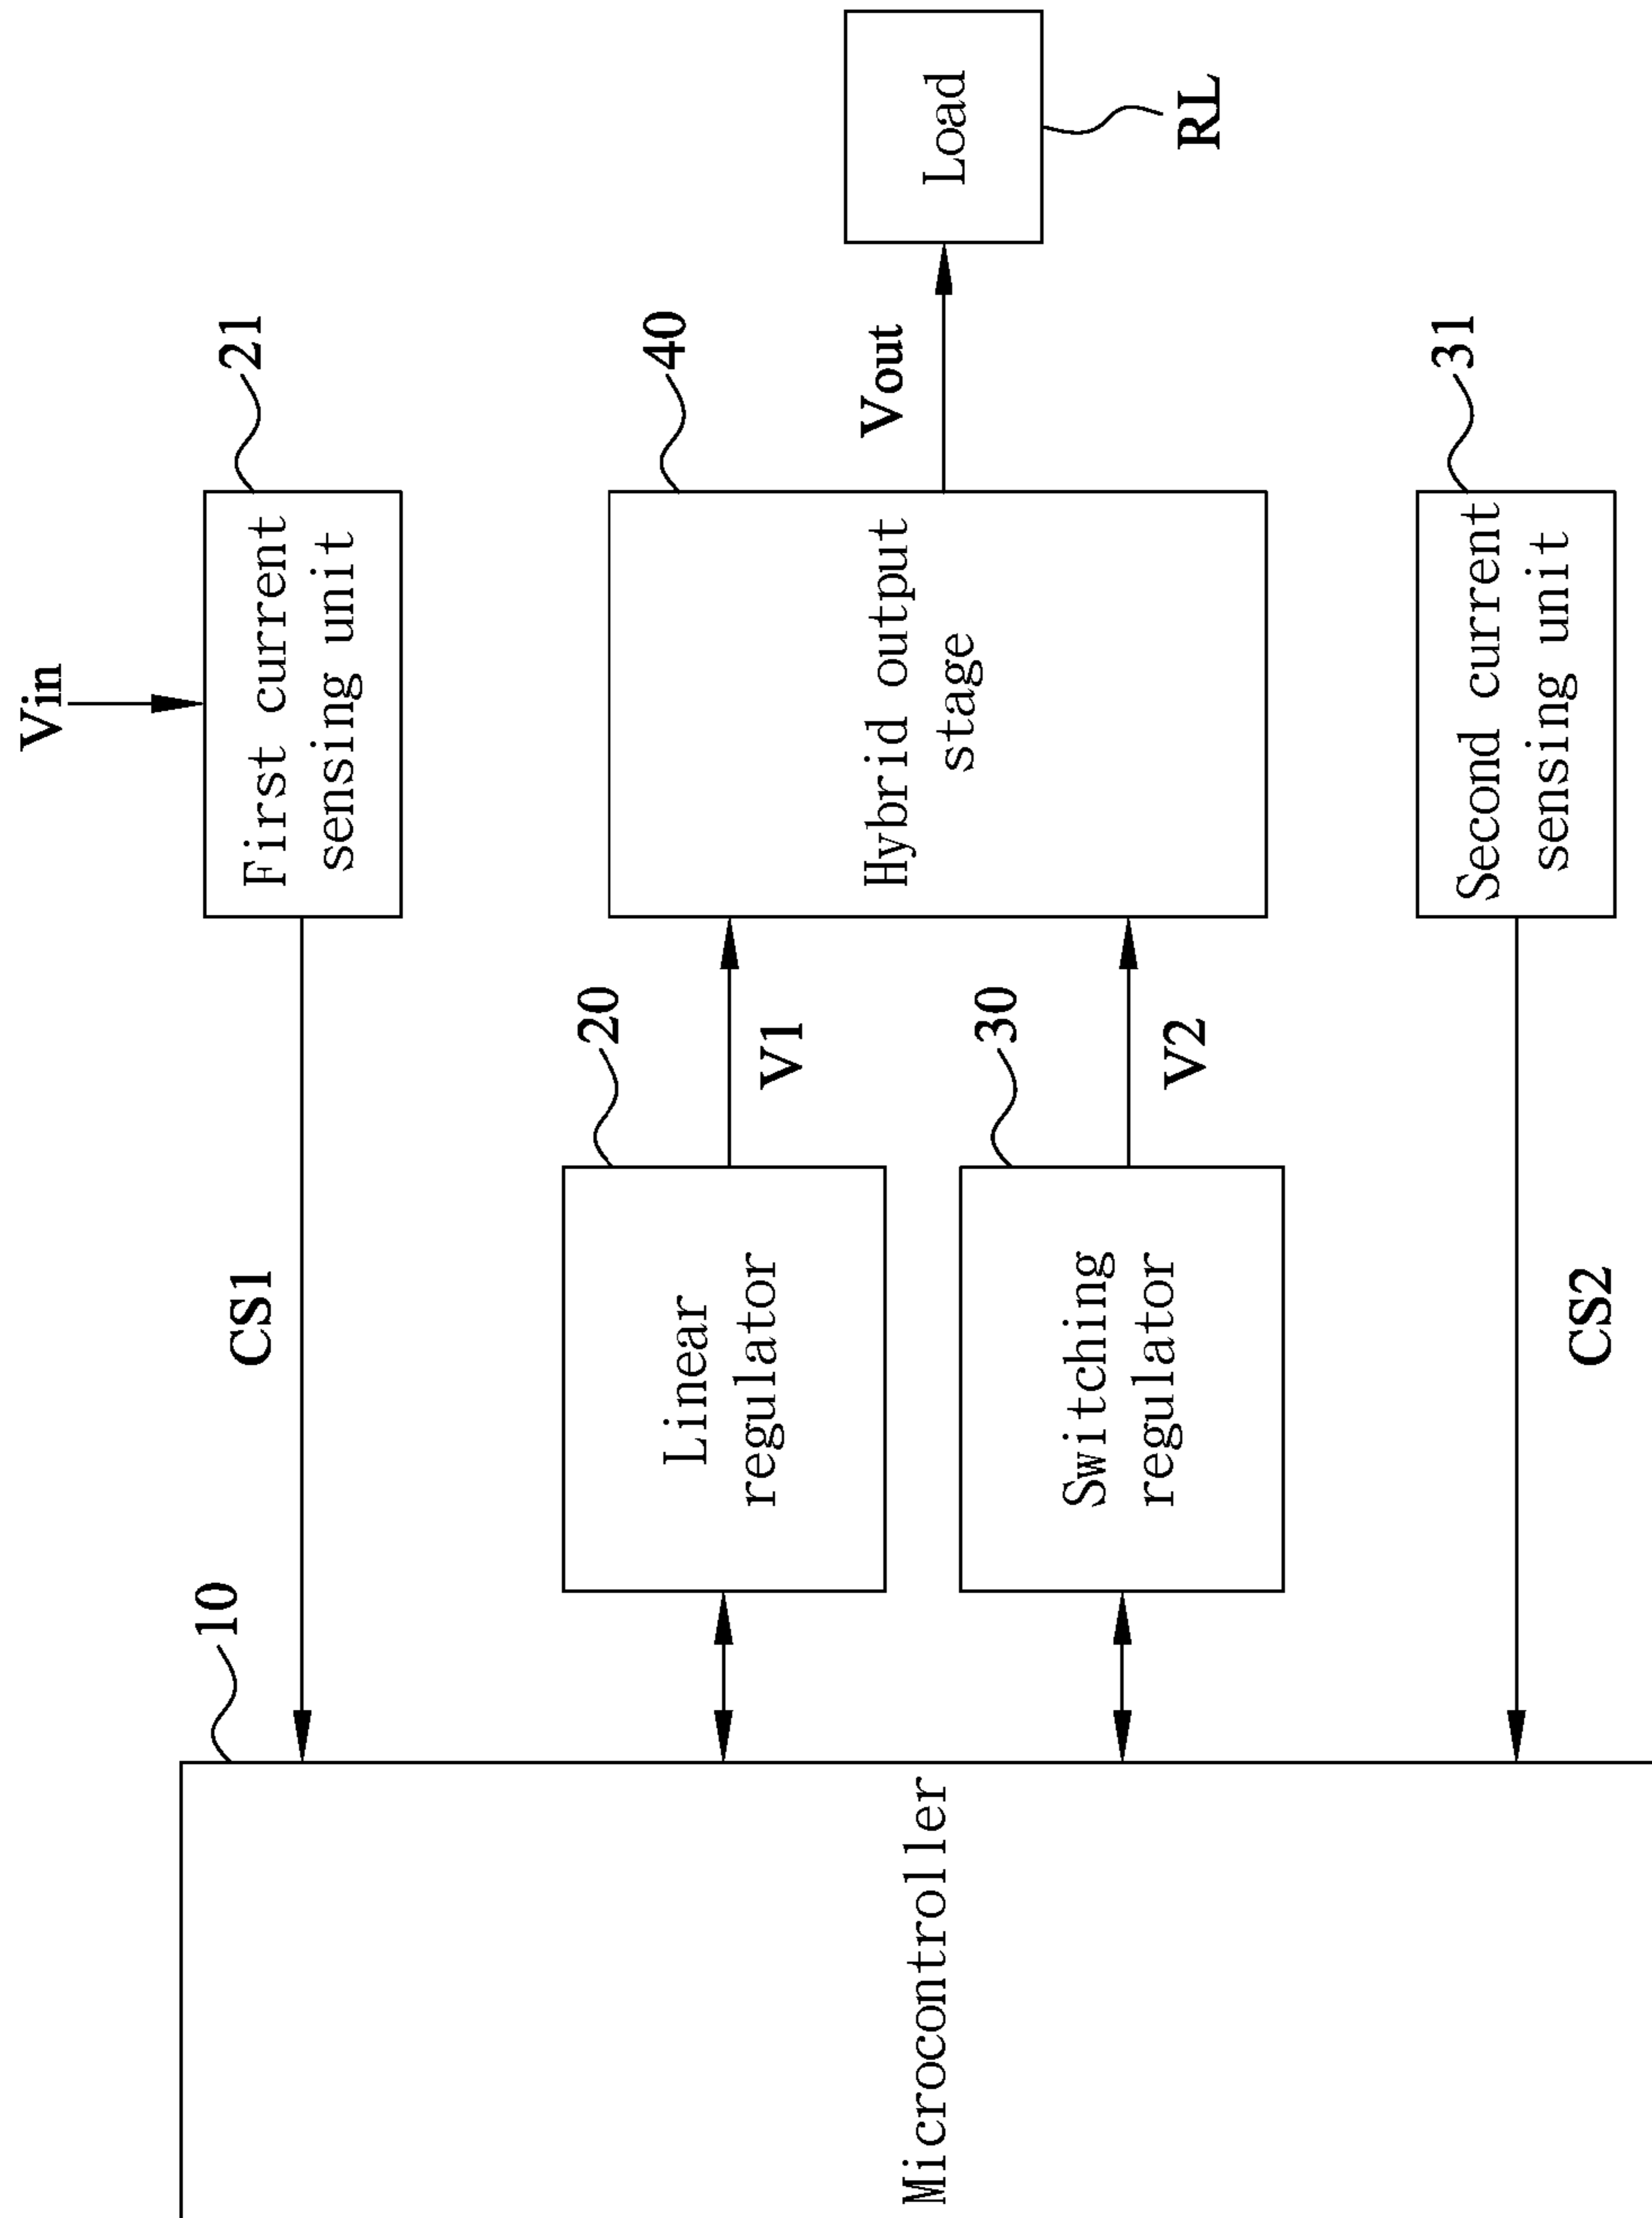 Vin
First current
sensing unit
21
CS1
10
Microcontroller
Linear
regulator
20
V1
Switching
regulator
30
V2
Hybrid output
stage
40
Vout
Load
RL
Second current
sensing unit
31
CS2